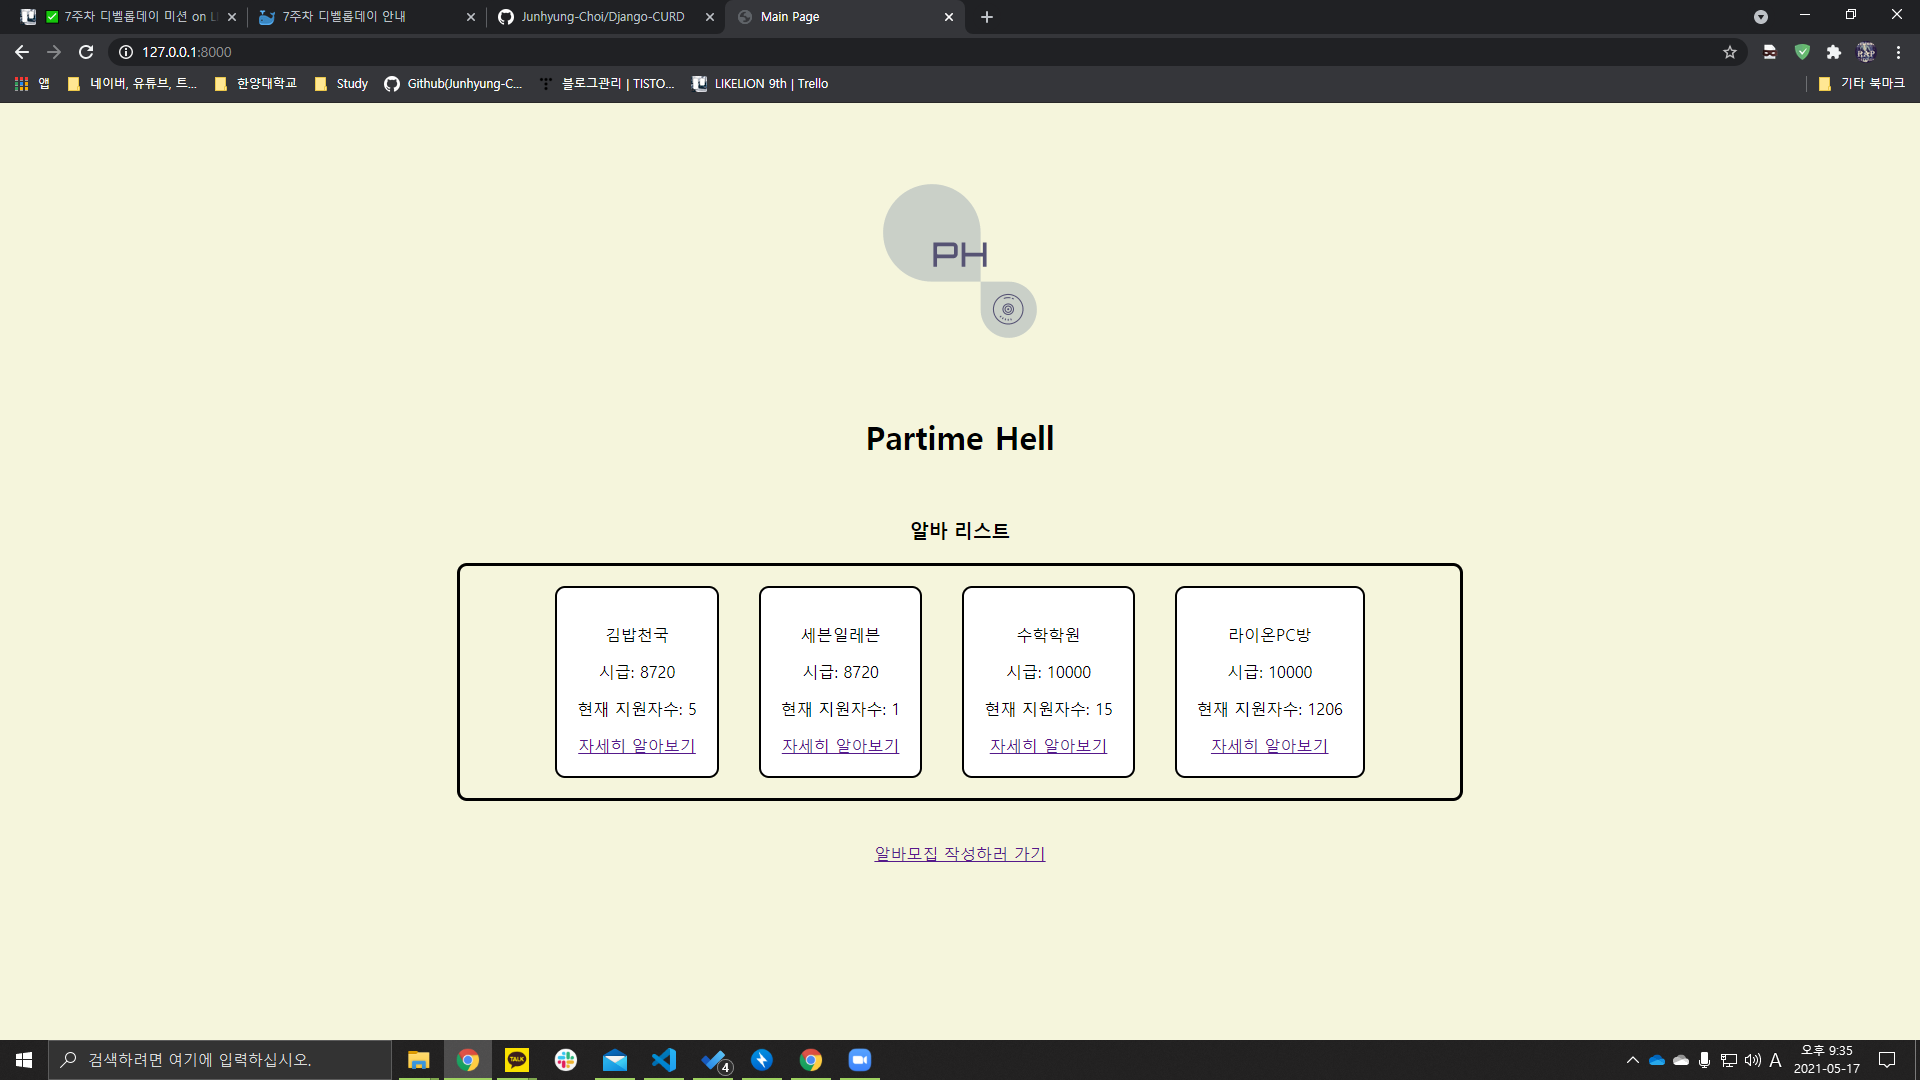 7주차 디벨롭데이 미션 on LI
7주차 디벨롭데이 안내
Junhyung-Choi/Django-CURD
Main Page
127.0.0.1:8000
앱
네이버, 유튜브, 트...
한양대학교
Study
Github(Junhyung-C...
블로그관리 | TISTO...
LIKELION 9th | Trello
기타 북마크
PH
Partime Hell
알바 리스트
김밥천국
시급: 8720
현재 지원자수: 5
자세히 알아보기
세븐일레븐
시급: 8720
현재 지원자수: 1
자세히 알아보기
수학학원
시급: 10000
현재 지원자수: 15
자세히 알아보기
라이온PC방
시급: 10000
현재 지원자수: 1206
자세히 알아보기
알바모집 작성하러 가기
검색하려면 여기에 입력하십시오.
TALK
4
A
오후 9:35
2021-05-17